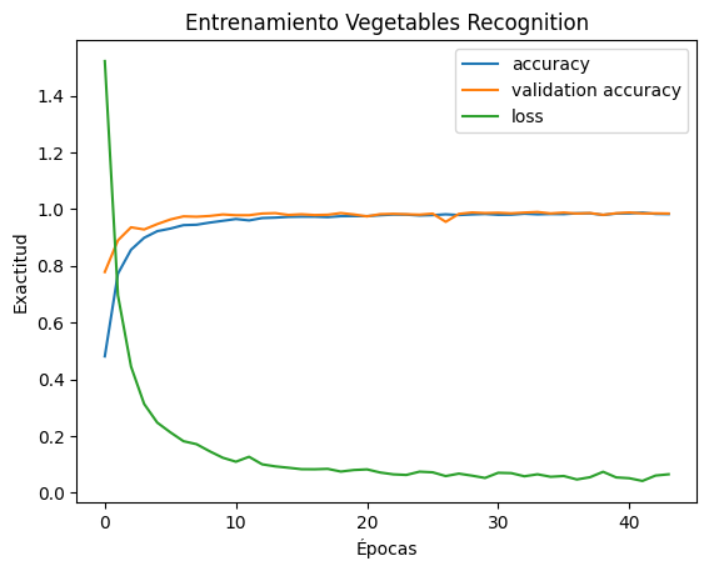 Entrenamiento Vegetables Recognition
accuracy
validation accuracy
loss
Exactitud
1.4
1.2
1.0
0.8
0.6
0.4
0.2
0.0
0
10
20
30
40
Épocas